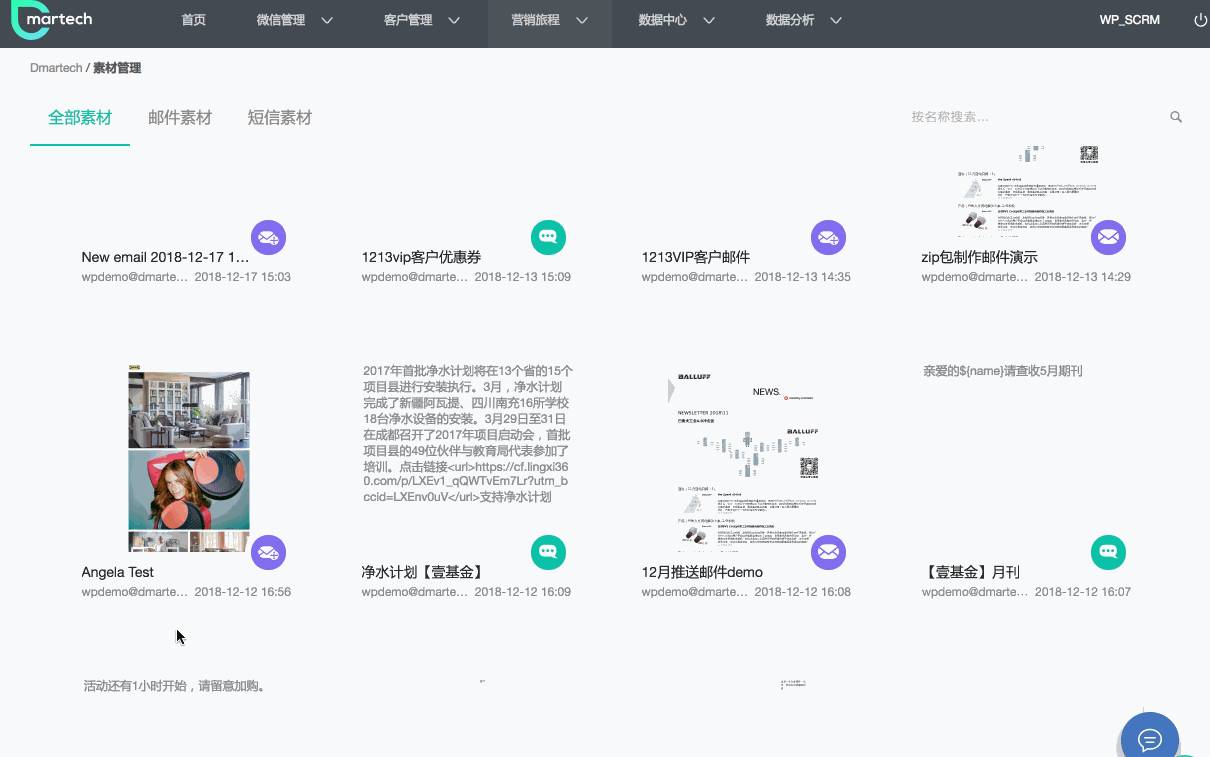 martech
首页
微信管理
客户管理
营销旅程
数据中心
数据分析
WP_SCRM
Dmartech / 素材管理
全部素材
邮件素材
短信素材
按名称搜索...
New email 2018-12-17 1...
wpdemo@dmarte... 2018-12-17 15:03
1213vip客户优惠券
wpdemo@dmarte... 2018-12-13 15:09
1213VIP客户邮件
wpdemo@dmarte... 2018-12-13 14:35
BALLUFF
zip包制作邮件演示
wpdemo@dmarte... 2018-12-13 14:29
Angela Test
wpdemo@dmarte... 2018-12-12 16:56
2017年首批净水计划将在13个省的15个
项目县进行安装执行。3月，净水计划
完成了新疆阿瓦提、四川南充16所学校
18台净水设备的安装。3月29日至31日
在成都召开了2017年项目启动会，首批
项目县的49位伙伴与教育局代表参加了
培训。点击链接<url>https://cf.lingxi36
0.com/p/LXEv1_qQWTvEm7Lr?utm_b
ccid=LXEnv0uV</url>支持净水计划
净水计划【壹基金】
wpdemo@dmarte... 2018-12-12 16:09
BALLUFF
NEWS.
NEWSLETTER 2018\11
BALLUFF
12月推送邮件demo
wpdemo@dmarte... 2018-12-12 16:08
亲爱的${name}请查收5月期刊
【壹基金】月刊
wpdemo@dmarte... 2018-12-12 16:07
活动还有1小时开始，请留意加购。